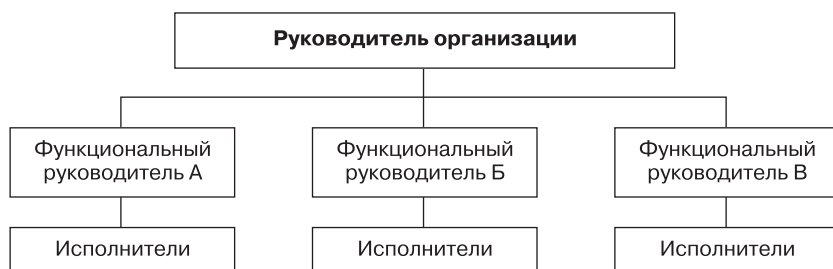 Руководитель организации
Функциональный
руководитель А
Функциональный
руководитель Б
Функциональный
руководитель В
Исполнители
Исполнители
Исполнители